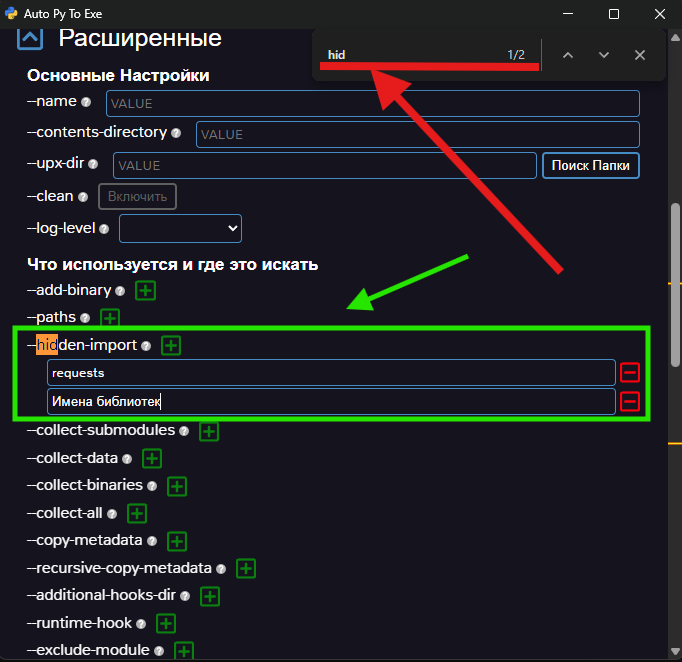 Auto Py To Exe
Расширенные
hid 1/2
Основные Настройки
--name VALUE
--contents-directory VALUE
--upx-dir VALUE Поиск Папки
--clean Включить
--log-level
Что используется и где это искать
--add-binary
--paths
--hidden-import
requests
Имена библиотек
--collect-submodules
--collect-data
--collect-binaries
--collect-all
--copy-metadata
--recursive-copy-metadata
--additional-hooks-dir
--runtime-hook
--exclude-module